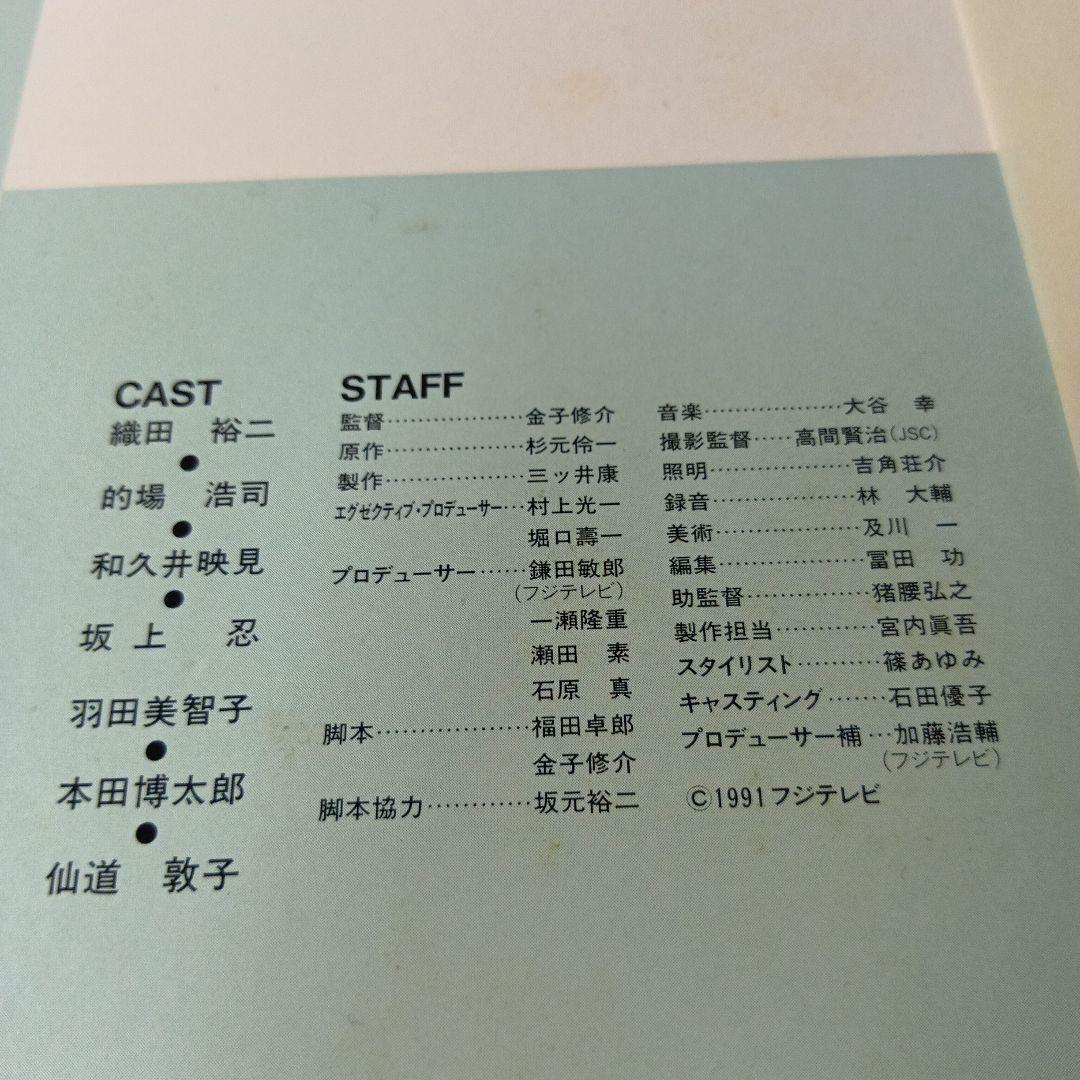 CAST
織田 裕二
●
的場 浩司
●
和久井映見
●
坂上 忍
羽田美智子
●
本田博太郎
●
仙道 敦子
STAFF
監督………………金子修介
原作………………杉元伶一
製作………………三ッ井康
エグゼクティブ・プロデューサー…村上光一
堀口壽一
プロデューサー……鎌田敏郎
(フジテレビ)
一瀬隆重
瀬田 素
石原 真
脚本………………福田卓郎
金子修介
脚本協力…………坂元裕二
音楽………………大谷 幸
撮影監督……高間賢治(JSC)
照明………………吉角荘介
録音………………林 大輔
美術………………及川 一
編集………………冨田 功
助監督……………猪腰弘之
製作担当…………宮内眞吾
スタイリスト………篠あゆみ
キャスティング……石田優子
プロデューサー補…加藤浩輔
(フジテレビ)
©1991フジテレビ